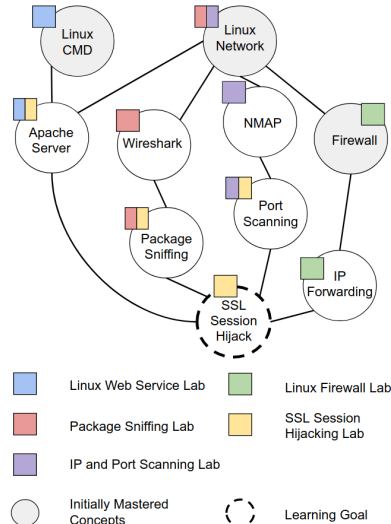 Linux
CMD
Linux
Network
Apache
Server
Wireshark
NMAP
Firewall
Package
Sniffing
Port
Scanning
IP
Forwarding
SSL
Session
Hijack
Linux Web Service Lab
Linux Firewall Lab
Package Sniffing Lab
SSL Session
Hijacking Lab
IP and Port Scanning Lab
Initially Mastered
Concepts
Learning Goal